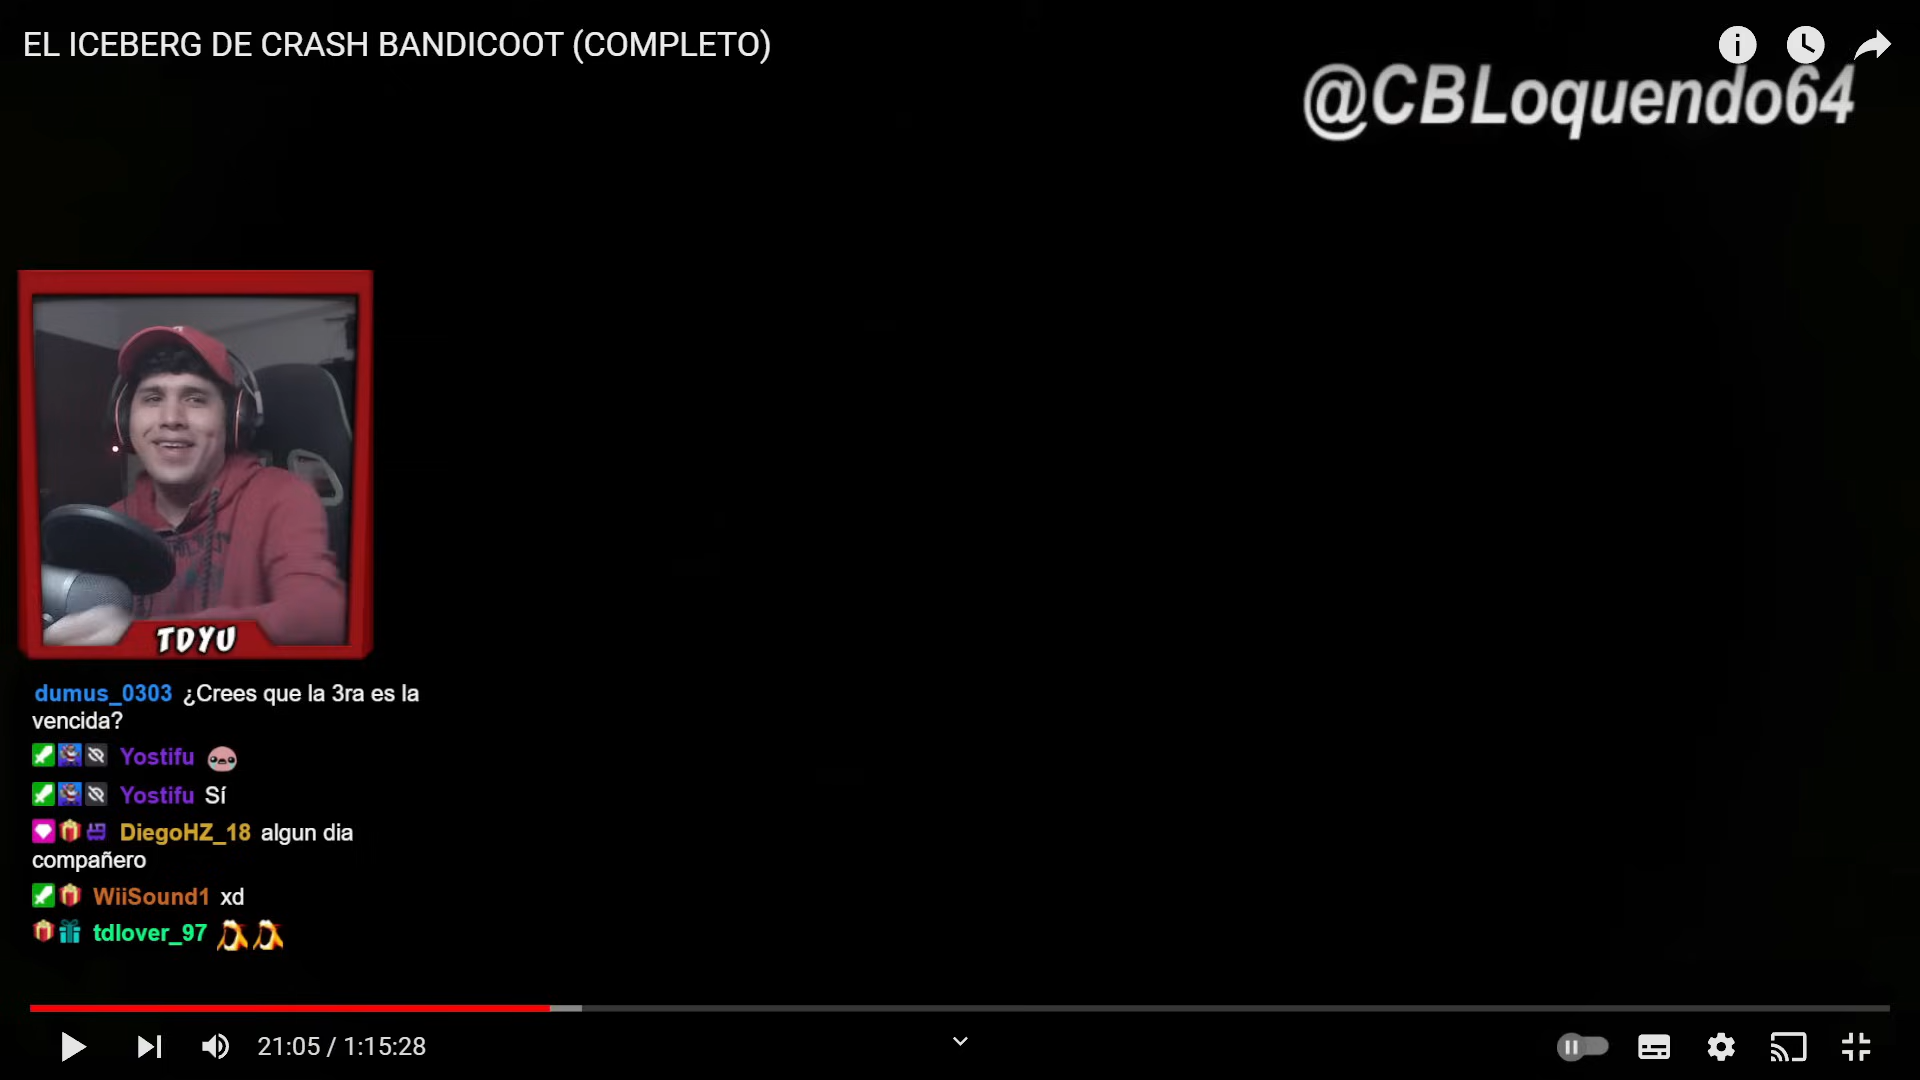 EL ICEBERG DE CRASH BANDICOOT (COMPLETO)
@CBLoquendo64
TDYU
dumus_0303 ¿Crees que la 3ra es la
vencida?
Yostifu
Yostifu Sí
DiegoHZ_18 algun dia
compañero
WiiSound1 xd
tdlover_97
21:05 / 1:15:28